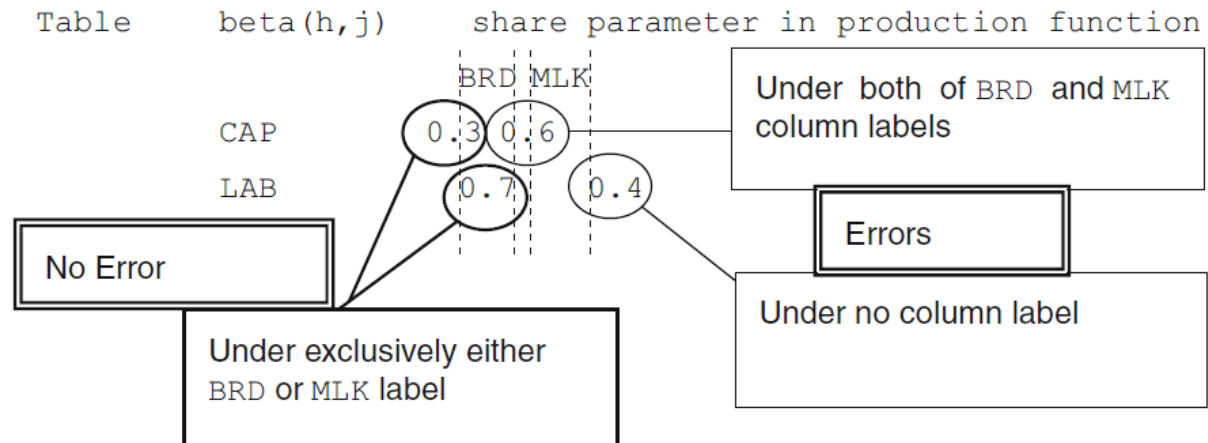 Table beta(h,j) share parameter in production function
BRD MLK
CAP 0.3 0.6
LAB 0.7 0.4
Under both of BRD and MLK
column labels
Errors
No Error
Under no column label
Under exclusively either
BRD or MLK label